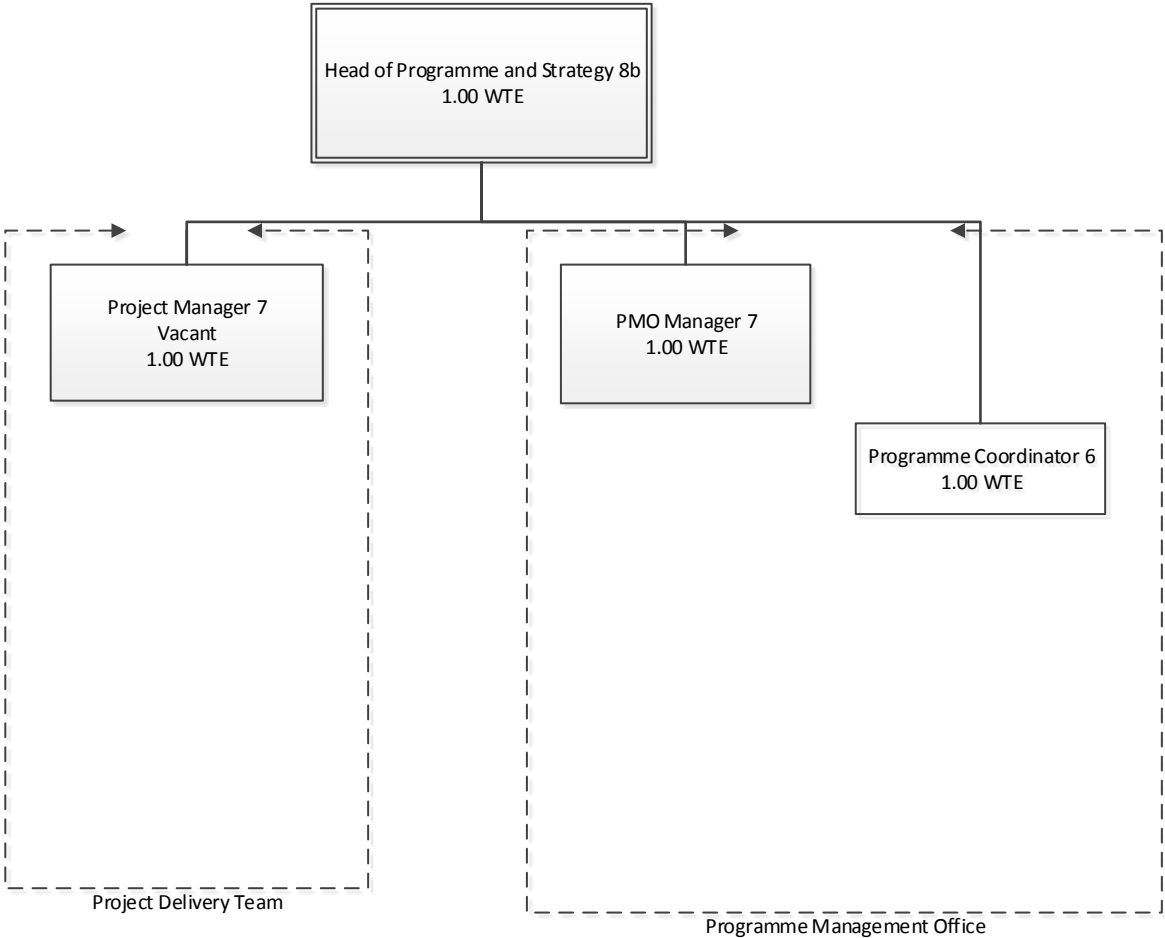 Head of Programme and Strategy 8b
1.00 WTE
Project Manager 7
Vacant
1.00 WTE
PMO Manager 7
1.00 WTE
Programme Coordinator 6
1.00 WTE
Project Delivery Team
Programme Management Office